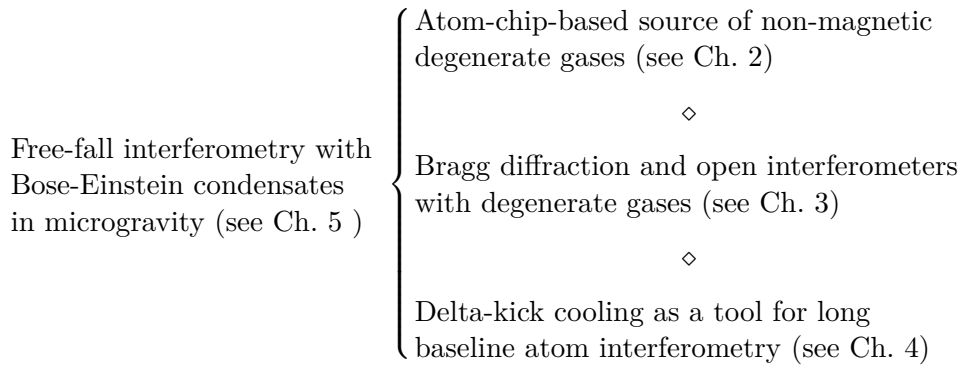 Free-fall interferometry with
Bose-Einstein condensates
in microgravity (see Ch. 5 )
Atom-chip-based source of non-magnetic
degenerate gases (see Ch. 2)
⋄
Bragg diffraction and open interferometers
with degenerate gases (see Ch. 3)
⋄
Delta-kick cooling as a tool for long
baseline atom interferometry (see Ch. 4)